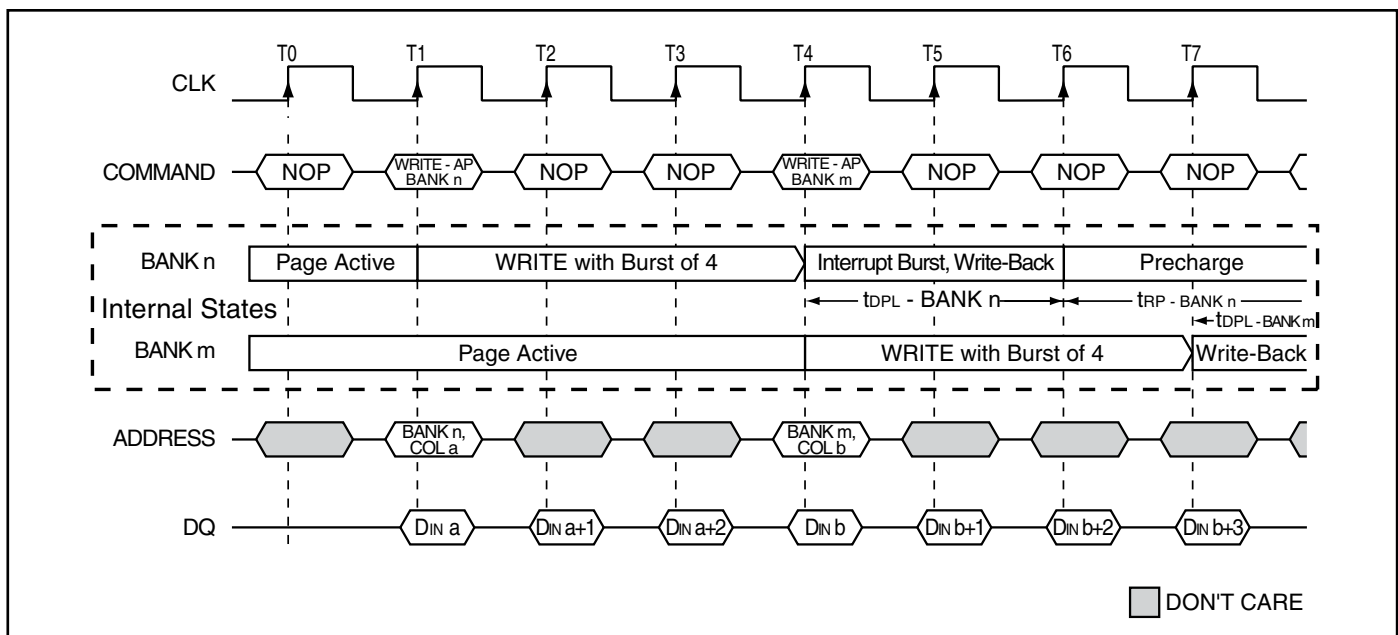 T0 T1 T2 T3 T4 T5 T6 T7
CLK
COMMAND NOP WRITE - AP BANK n NOP NOP WRITE - AP BANK m NOP NOP NOP
BANK n Page Active WRITE with Burst of 4 Interrupt Burst, Write-Back Precharge
tDPL - BANK n tRP - BANK n
Internal States
tDPL - BANK m
BANK m Page Active WRITE with Burst of 4 Write-Back
ADDRESS BANK n, COL a BANK m, COL b
DQ DIN a DIN a+1 DIN a+2 DIN b DIN b+1 DIN b+2 DIN b+3
DON'T CARE